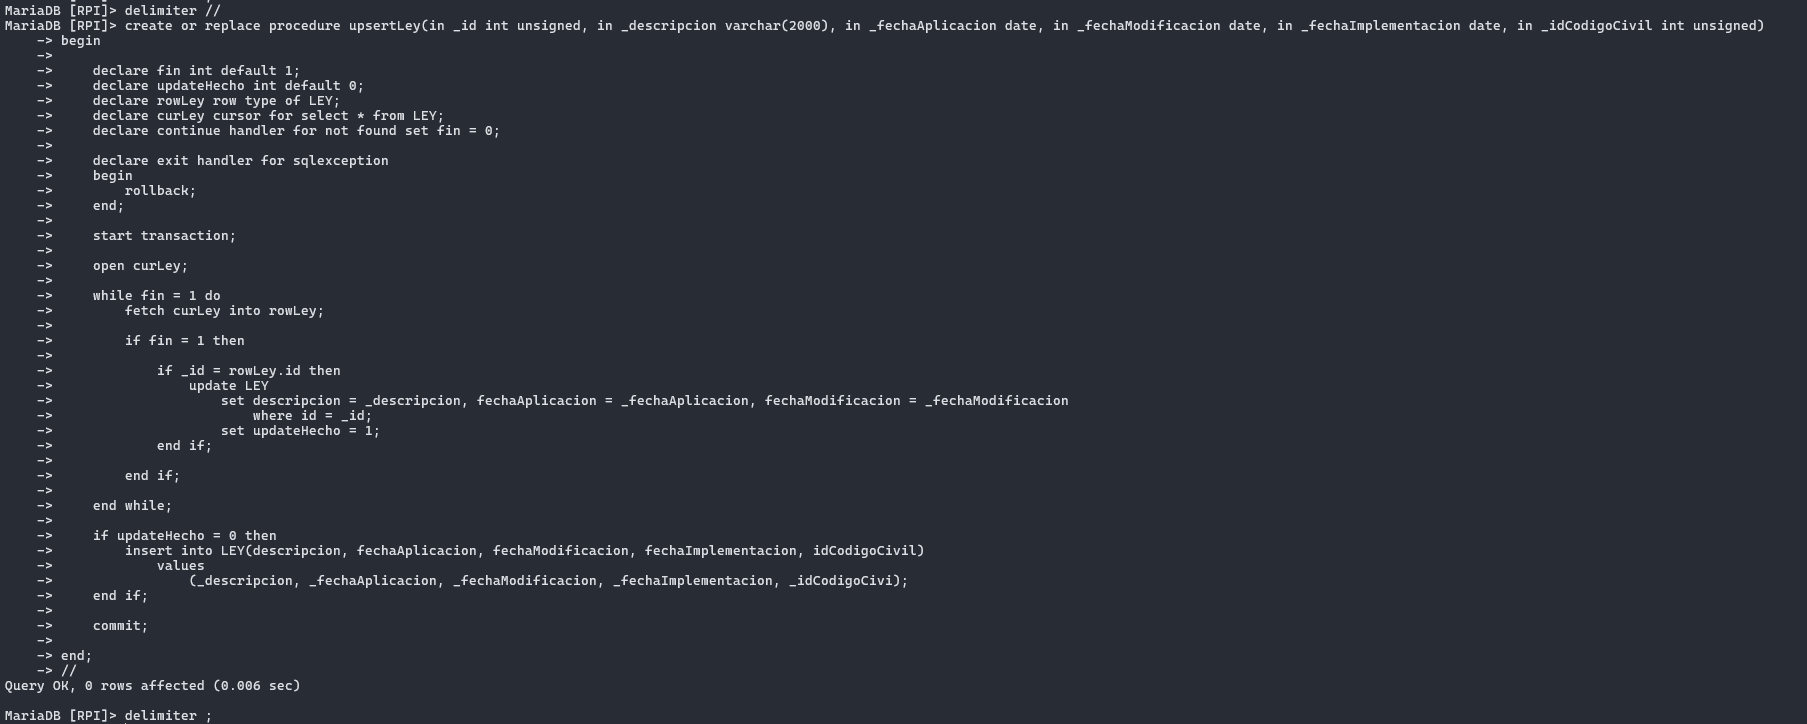 MariaDB [RPI]> delimiter //
MariaDB [RPI]> create or replace procedure upsertLey(in _id int unsigned, in _descripcion varchar(2000), in _fechaAplicacion date, in _fechaModificacion date, in _fechaImplementacion date, in _idCodigoCivil int unsigned)
    -> begin
    ->
    ->     declare fin int default 1;
    ->     declare updateHecho int default 0;
    ->     declare rowLey row type of LEY;
    ->     declare curLey cursor for select * from LEY;
    ->     declare continue handler for not found set fin = 0;
    ->
    ->     declare exit handler for sqlexception
    ->     begin
    ->         rollback;
    ->     end;
    ->
    ->     start transaction;
    ->
    ->     open curLey;
    ->
    ->     while fin = 1 do
    ->         fetch curLey into rowLey;
    ->
    ->         if fin = 1 then
    ->
    ->             if _id = rowLey.id then
    ->                 update LEY
    ->                     set descripcion = _descripcion, fechaAplicacion = _fechaAplicacion, fechaModificacion = _fechaModificacion
    ->                         where id = _id;
    ->                     set updateHecho = 1;
    ->             end if;
    ->
    ->         end if;
    ->
    ->     end while;
    ->
    ->     if updateHecho = 0 then
    ->         insert into LEY(descripcion, fechaAplicacion, fechaModificacion, fechaImplementacion, idCodigoCivil)
    ->             values
    ->                 (_descripcion, _fechaAplicacion, _fechaModificacion, _fechaImplementacion, _idCodigoCivi);
    ->     end if;
    ->
    ->     commit;
    ->
    -> end;
    -> //
Query OK, 0 rows affected (0.006 sec)

MariaDB [RPI]> delimiter ;